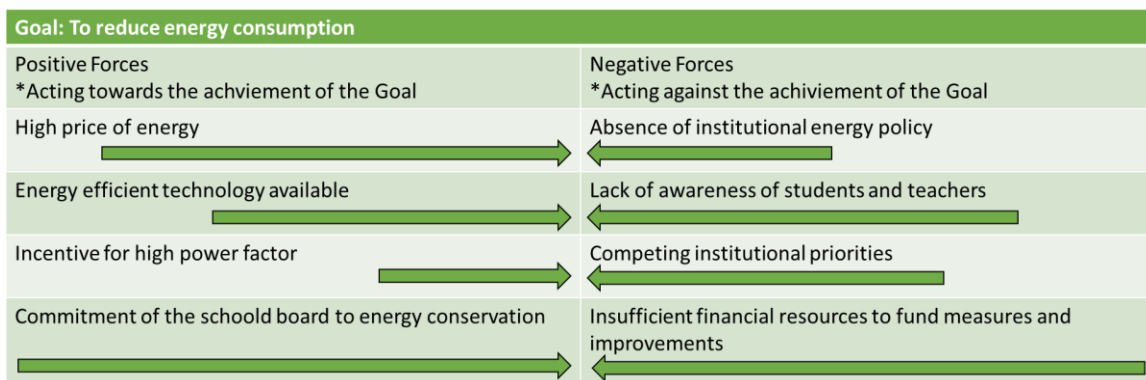 Goal: To reduce energy consumption
Positive Forces
*Acting towards the achviement of the Goal
Negative Forces
*Acting against the achiviement of the Goal
High price of energy
Absence of institutional energy policy
Energy efficient technology available
Lack of awareness of students and teachers
Incentive for high power factor
Competing institutional priorities
Commitment of the schoold board to energy conservation
Insufficient financial resources to fund measures and
improvements